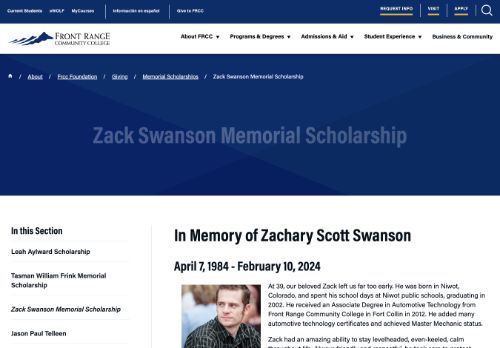 Current Students eWOLF MyCourses Información en español Give to FRCC REQUEST INFO VISIT APPLY
FRONT RANGE
COMMUNITY COLLEGE
About FRCC ▼ Programs & Degrees ▼ Admissions & Aid ▼ Student Experience ▼ Business & Community
/ About / Frcc Foundation / Giving / Memorial Scholarships / Zack Swanson Memorial Scholarship
Zack Swanson Memorial Scholarship
In this Section
Leah Aylward Scholarship
Tasman William Frink Memorial
Scholarship
Zack Swanson Memorial Scholarship
Jason Paul Telleen
In Memory of Zachary Scott Swanson
April 7, 1984 - February 10, 2024
At 39, our beloved Zack left us far too early. He was born in Niwot,
Colorado, and spent his school days at Niwot public schools, graduating in
2002. He received an Associate Degree in Automotive Technology from
Front Range Community College in Fort Collin in 2012. He added many
automotive technology certificates and achieved Master Mechanic status.
Zack had an amazing ability to stay levelheaded, even-keeled, calm